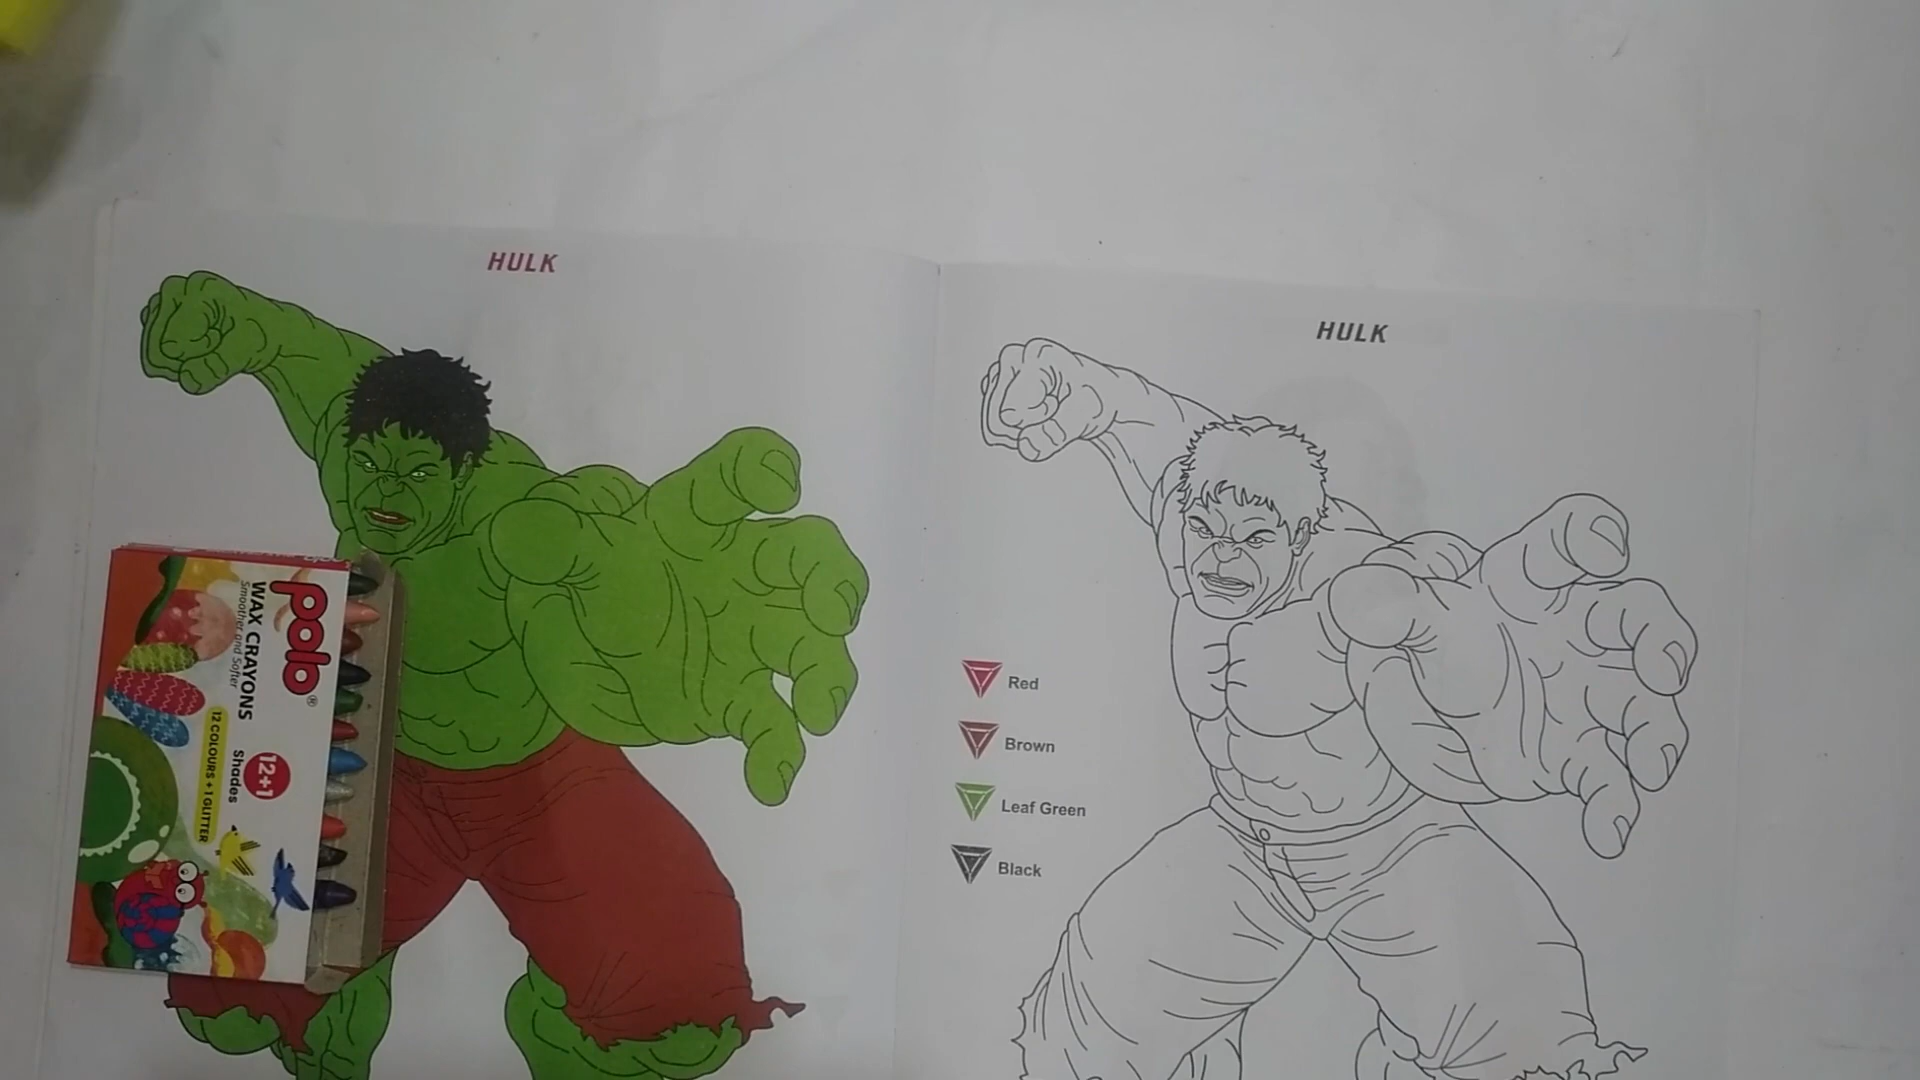 HULK
HULK
polo®
WAX CRAYONS
Smoother and Softer
12 COLOURS + 1 GLITTER
12+1
Shades
Red
Brown
Leaf Green
Black